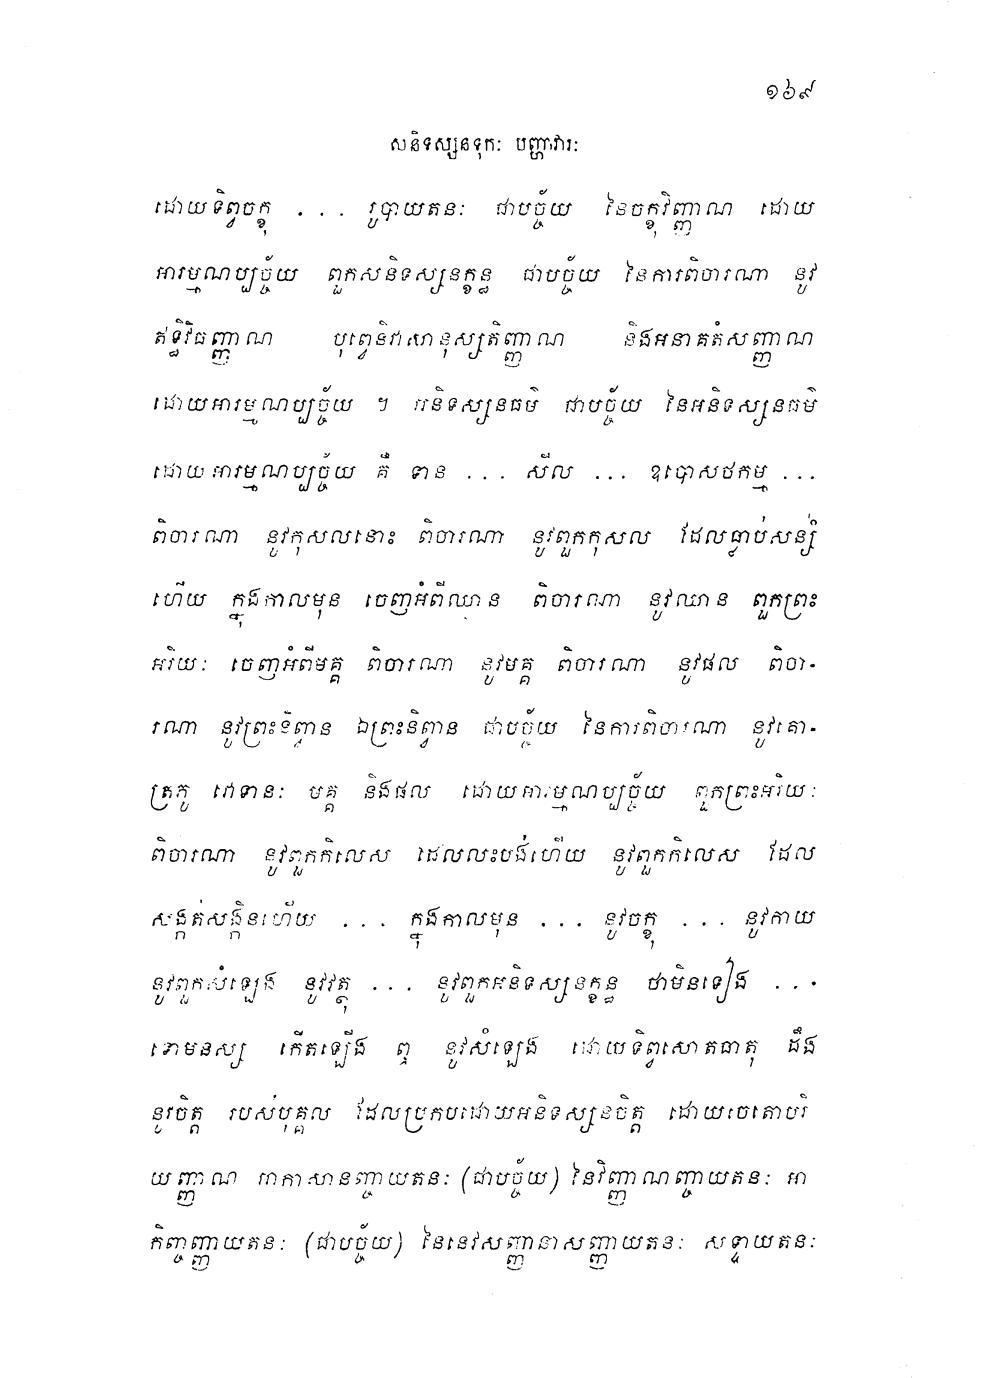 ១៦៩
សនិទស្សនទុកៈ បញ្ហាវារៈ
ដោយទិព្វចក្ខុ ... រូបាយតនៈ ជាបច្ច័យ នៃចក្ខុវិញ្ញាណ ដោយ
អារម្មណប្បច្ច័យ ពួកសនិទស្សនក្ខន្ធ ជាបច្ច័យ នៃការពិចារណា នូវ
ឥទ្ធិវិធញ្ញាណ បុព្វេនិវាសានុស្សតិញ្ញាណ និងអនាគតំសញ្ញាណ
ដោយអារម្មណប្បច្ច័យ ។ អនិទស្សនធម៌ ជាបច្ច័យ នៃអនិទស្សនធម៌
ដោយអារម្មណប្បច្ច័យ គឺ ទាន ... សីល ... ឧបោសថកម្ម ...
ពិចារណា នូវកុសលនោះ ពិចារណា នូវពួកកុសល ដែលធ្លាប់សន្សំ
ហើយ ក្នុងកាលមុន ចេញអំពីឈាន ពិចារណា នូវឈាន ពួកព្រះ
អរិយៈ ចេញអំពីមគ្គ ពិចារណា នូវមគ្គ ពិចារណា នូវផល ពិចា-
រណា នូវព្រះនិព្វាន ឯព្រះនិព្វាន ជាបច្ច័យ នៃការពិចារណា នូវគោ-
ត្រភូ វោទានៈ មគ្គ និងផល ដោយអារម្មណប្បច្ច័យ ពួកព្រះអរិយៈ
ពិចារណា នូវពួកកិលេស ដែលលះបង់ហើយ នូវពួកកិលេស ដែល
សង្កត់សង្កិនហើយ ... ក្នុងកាលមុន ... នូវចក្ខុ ... នូវកាយ
នូវពួកសំឡេង នូវវត្ថុ ... នូវពួកអនិទស្សនក្ខន្ធ ថាមិនទៀង ...
ទោមនស្ស កើតឡើង ឮ នូវសំឡេង ដោយទិព្វសោតធាតុ ដឹង
នូវចិត្ត របស់បុគ្គល ដែលប្រកបដោយអនិទស្សនចិត្ត ដោយចេតោបរិ
យញ្ញាណ អាកាសានញ្ចាយតនៈ (ជាបច្ច័យ) នៃវិញ្ញាណញ្ចាយតនៈ អា
កិញ្ចញ្ញាយតនៈ (ជាបច្ច័យ) នៃនេវសញ្ញានាសញ្ញាយតនៈ សទ្ទាយតនៈ